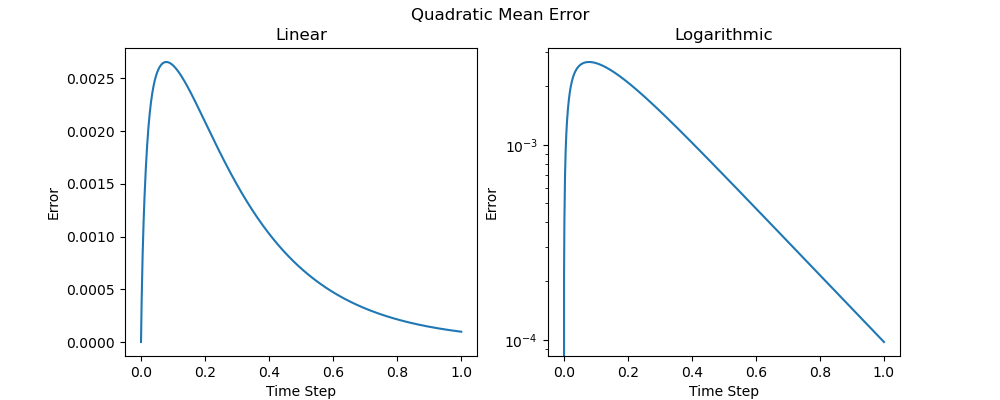 Quadratic Mean Error
Linear
Error
0.0025
0.0020
0.0015
0.0010
0.0005
0.0000
0.0 0.2 0.4 0.6 0.8 1.0
Time Step
Logarithmic
Error
10⁻³
10⁻⁴
0.0 0.2 0.4 0.6 0.8 1.0
Time Step